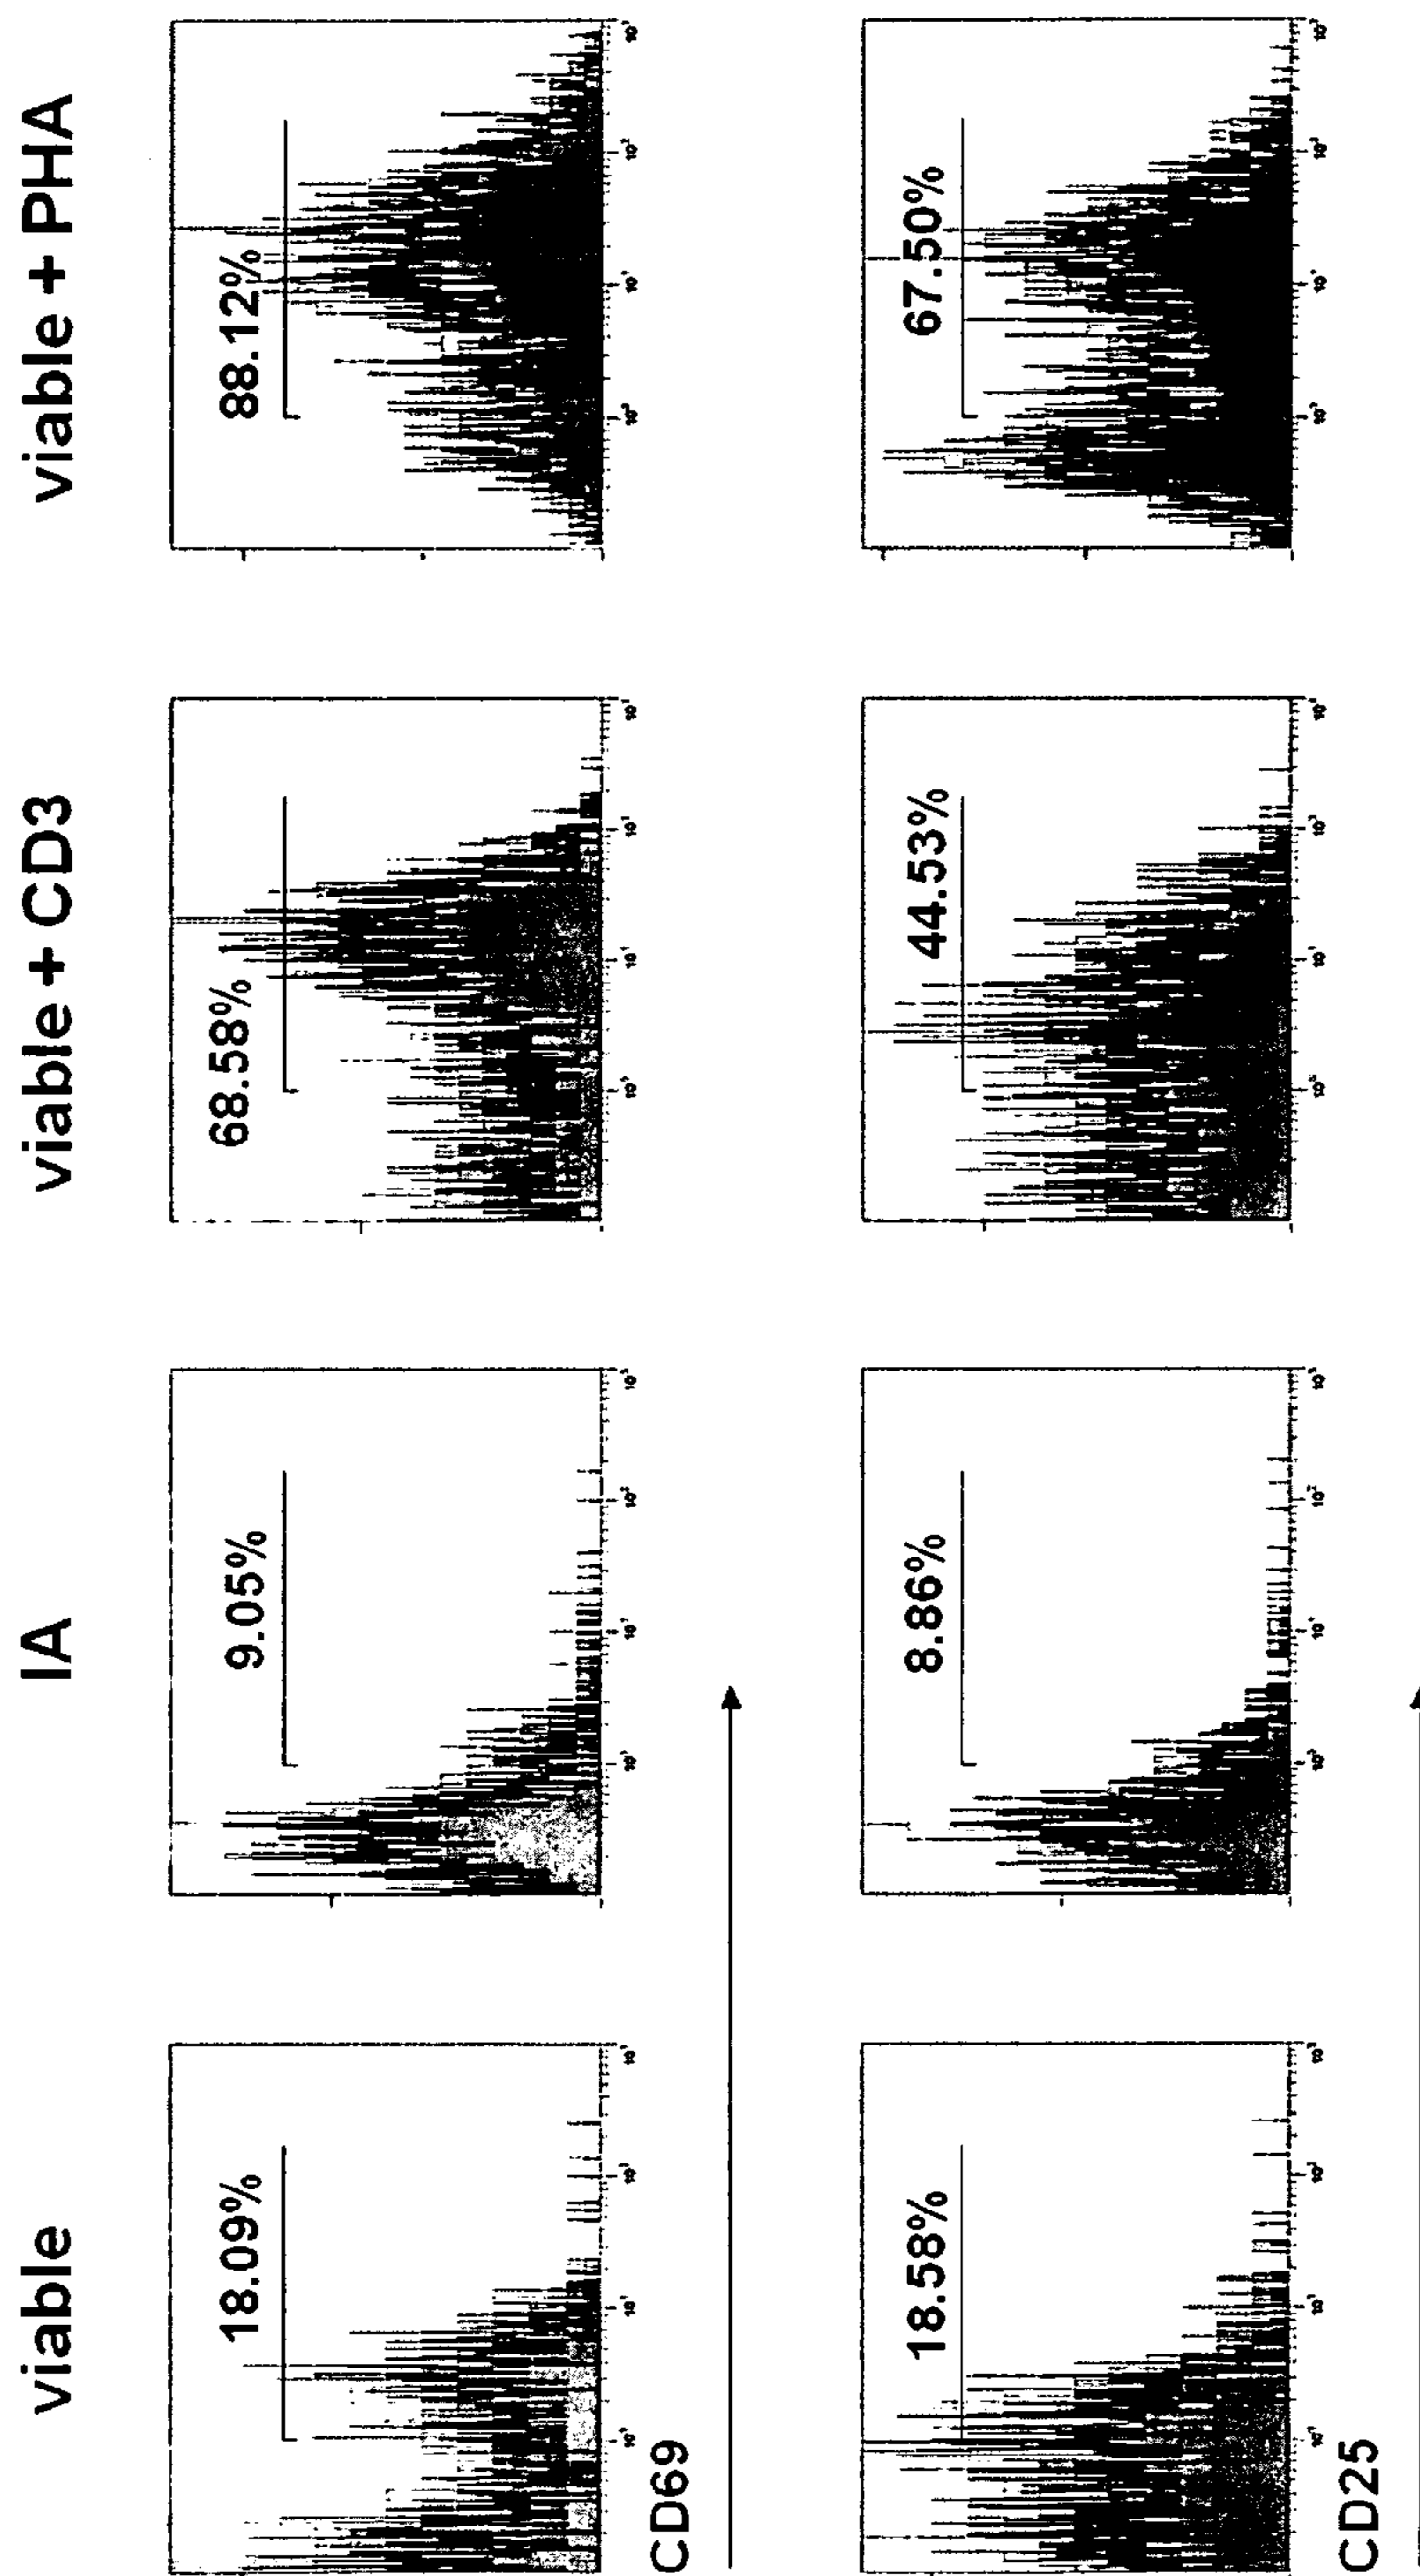 viable IA viable + CD3 viable + PHA
18.09% 9.05% 68.58% 88.12%
CD69
18.58% 8.86% 44.53% 67.50%
CD25